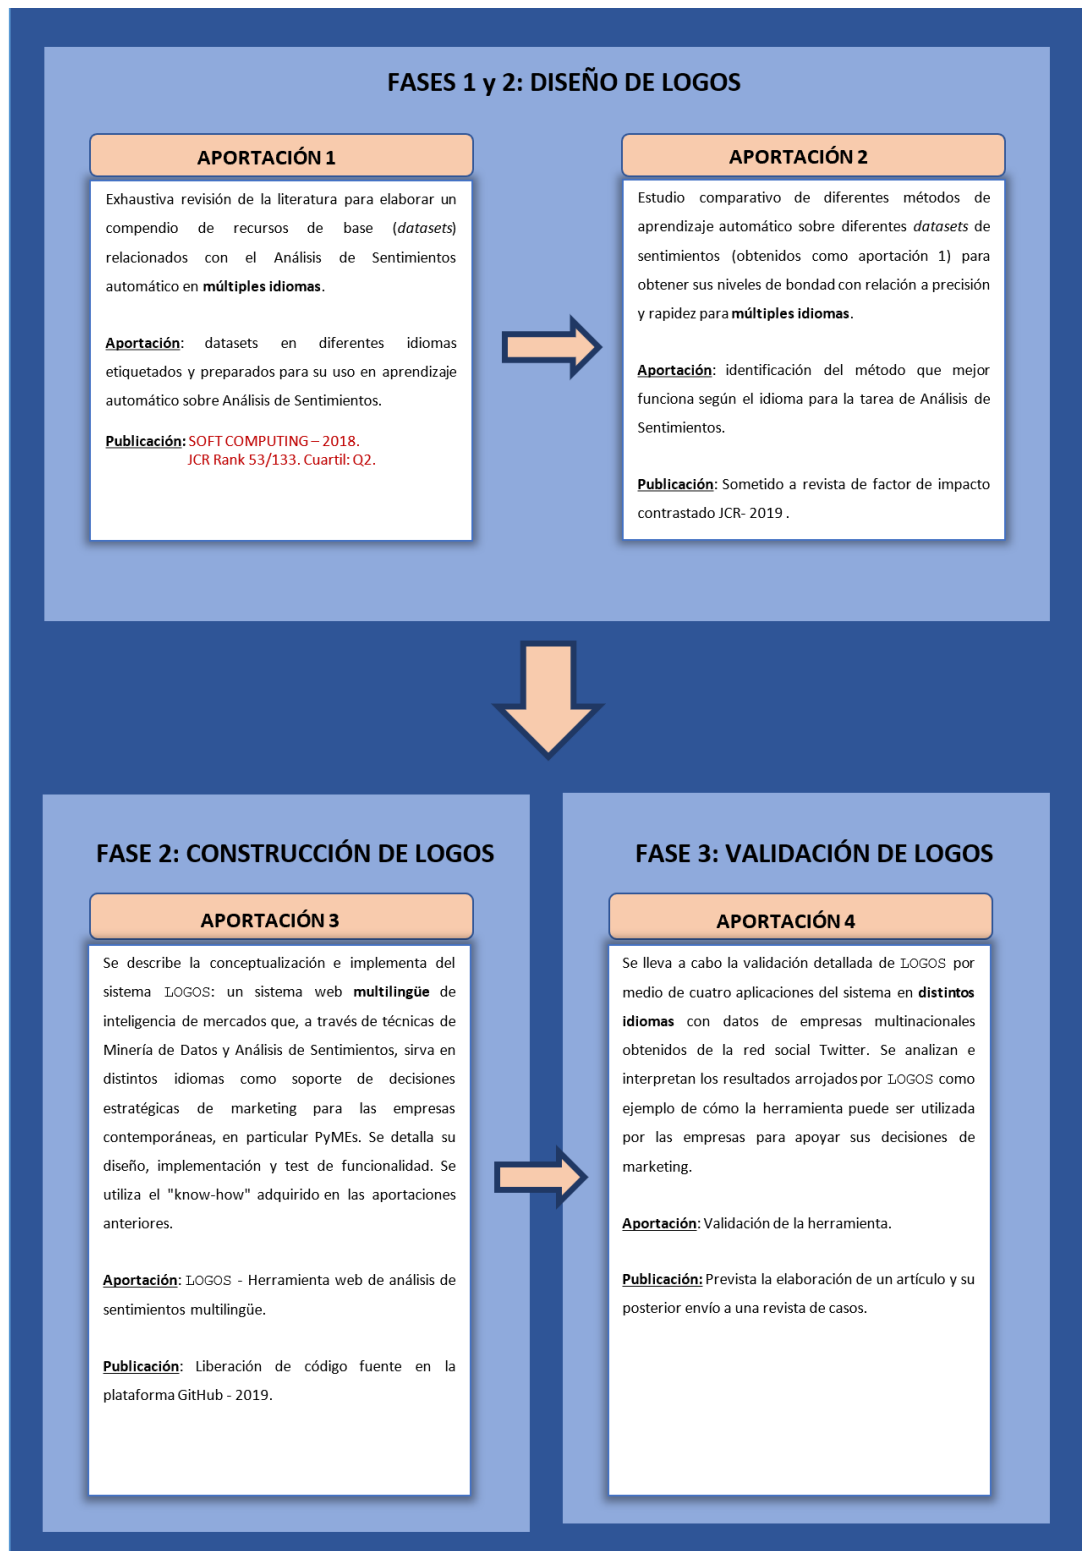 FASES 1 y 2: DISEÑO DE LOGOS
APORTACIÓN 1
Exhaustiva revisión de la literatura para elaborar un
compendio de recursos de base (datasets)
relacionados con el Análisis de Sentimientos
automático en múltiples idiomas.
Aportación: datasets en diferentes idiomas
etiquetados y preparados para su uso en aprendizaje
automático sobre Análisis de Sentimientos.
Publicación: SOFT COMPUTING – 2018.
JCR Rank 53/133. Cuartil: Q2.
APORTACIÓN 2
Estudio comparativo de diferentes métodos de
aprendizaje automático sobre diferentes datasets de
sentimientos (obtenidos como aportación 1) para
obtener sus niveles de bondad con relación a precisión
y rapidez para múltiples idiomas.
Aportación: identificación del método que mejor
funciona según el idioma para la tarea de Análisis de
Sentimientos.
Publicación: Sometido a revista de factor de impacto
contrastado JCR- 2019 .
FASE 2: CONSTRUCCIÓN DE LOGOS
APORTACIÓN 3
Se describe la conceptualización e implementa del
sistema LOGOS: un sistema web multilingüe de
inteligencia de mercados que, a través de técnicas de
Minería de Datos y Análisis de Sentimientos, sirva en
distintos idiomas como soporte de decisiones
estratégicas de marketing para las empresas
contemporáneas, en particular PyMEs. Se detalla su
diseño, implementación y test de funcionalidad. Se
utiliza el "know-how" adquirido en las aportaciones
anteriores.
Aportación: LOGOS - Herramienta web de análisis de
sentimientos multilingüe.
Publicación: Liberación de código fuente en la
plataforma GitHub - 2019.
FASE 3: VALIDACIÓN DE LOGOS
APORTACIÓN 4
Se lleva a cabo la validación detallada de LOGOS por
medio de cuatro aplicaciones del sistema en distintos
idiomas con datos de empresas multinacionales
obtenidos de la red social Twitter. Se analizan e
interpretan los resultados arrojados por LOGOS como
ejemplo de cómo la herramienta puede ser utilizada
por las empresas para apoyar sus decisiones de
marketing.
Aportación: Validación de la herramienta.
Publicación: Prevista la elaboración de un artículo y su
posterior envío a una revista de casos.